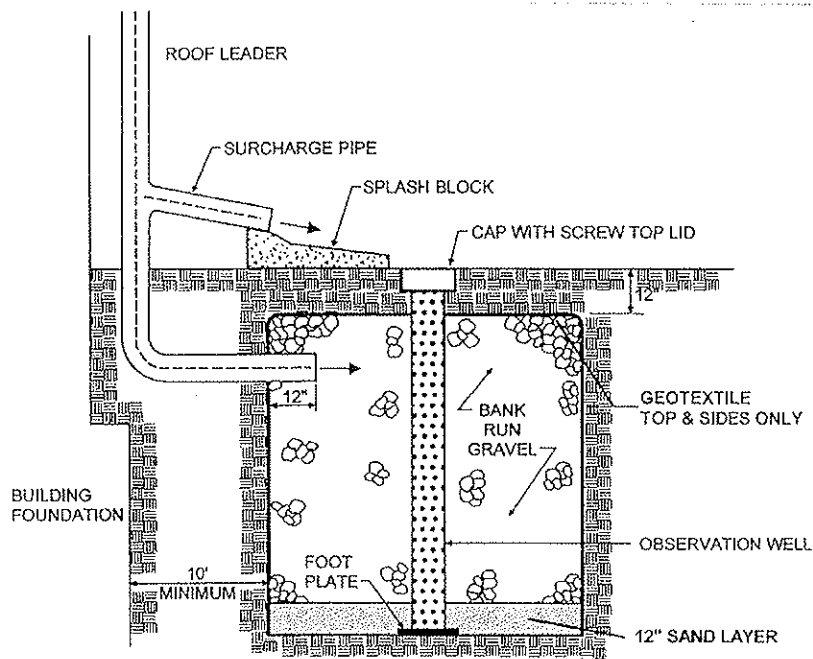 ROOF LEADER
SURCHARGE PIPE
SPLASH BLOCK
CAP WITH SCREW TOP LID
12"
12"
GEOTEXTILE
TOP & SIDES ONLY
BANK
RUN
GRAVEL
BUILDING
FOUNDATION
OBSERVATION WELL
FOOT
PLATE
10'
MINIMUM
12" SAND LAYER